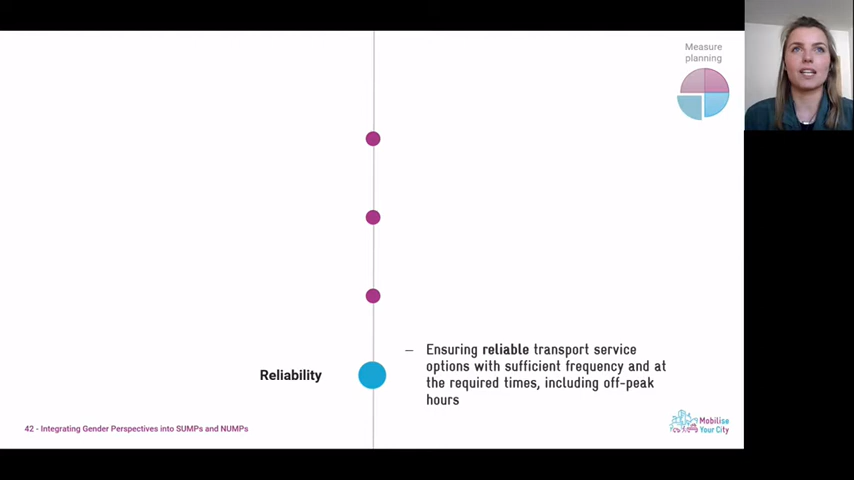 Measure
planning
– Ensuring reliable transport service
options with sufficient frequency and at
the required times, including off-peak
hours
Reliability
42 - Integrating Gender Perspectives into SUMPs and NUMPs
Mobilise
Your City